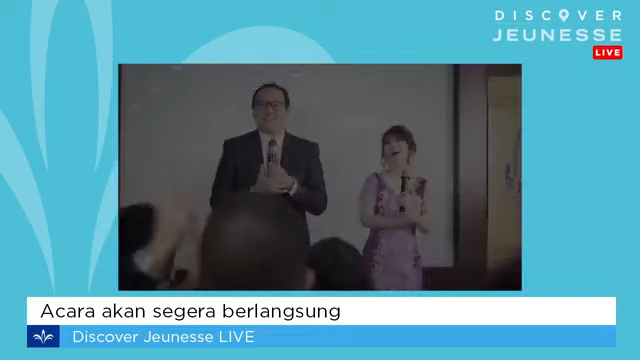 DISCOVER
JEUNESSE
LIVE
Acara akan segera berlangsung
Discover Jeunesse LIVE